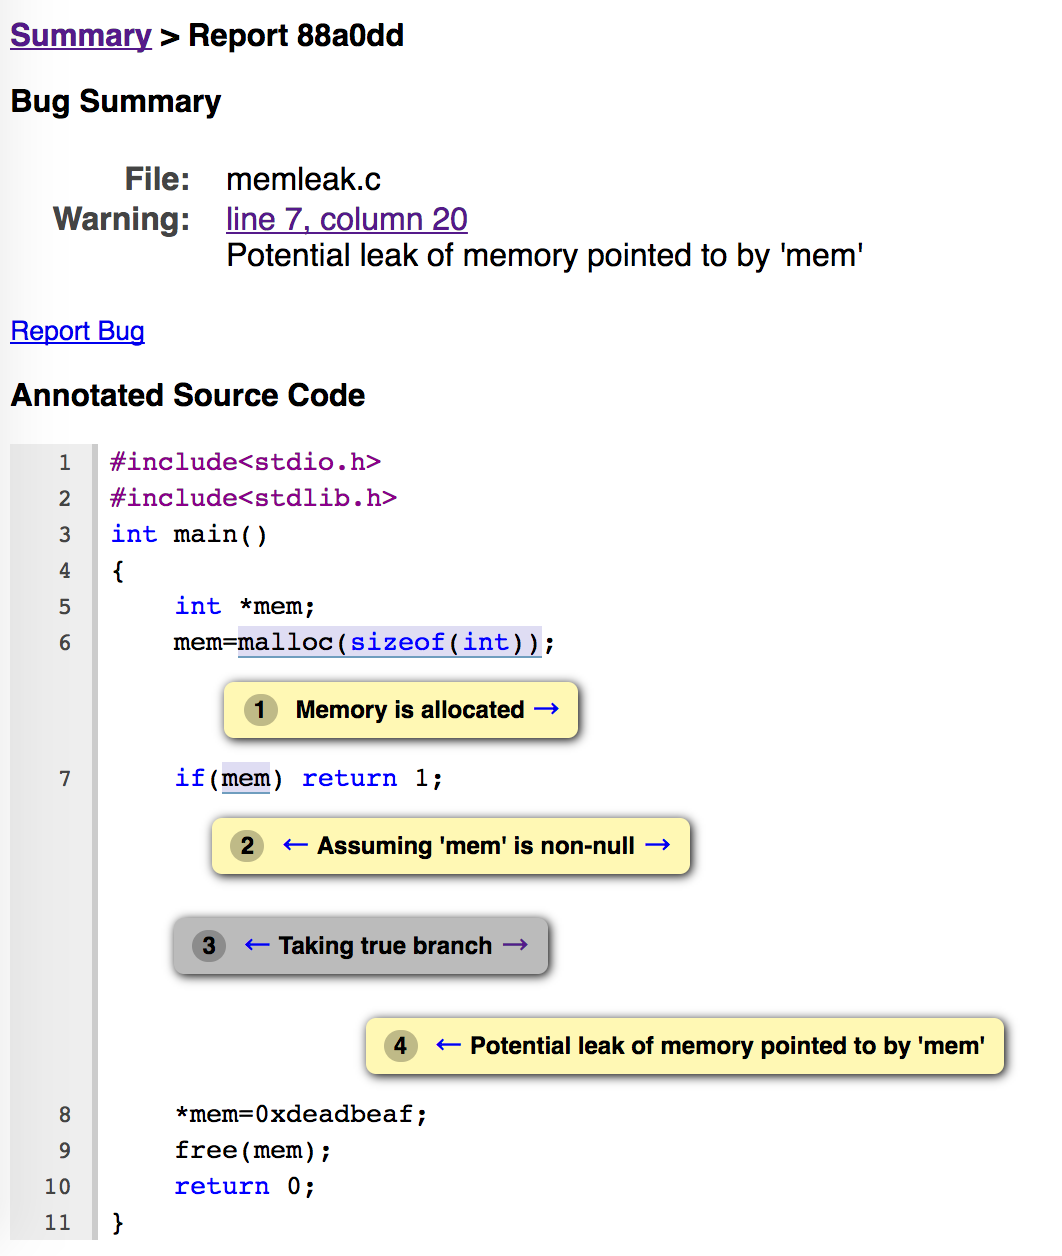 Summary > Report 88a0dd
Bug Summary
File: memleak.c
Warning: line 7, column 20
Potential leak of memory pointed to by 'mem'
Report Bug
Annotated Source Code
1 #include<stdio.h>
2 #include<stdlib.h>
3 int main()
4 {
5 int *mem;
6 mem=malloc(sizeof(int));
1 Memory is allocated →
7 if(mem) return 1;
2 ← Assuming 'mem' is non-null →
3 ← Taking true branch →
4 ← Potential leak of memory pointed to by 'mem'
8 *mem=0xdeadbeaf;
9 free(mem);
10 return 0;
11 }